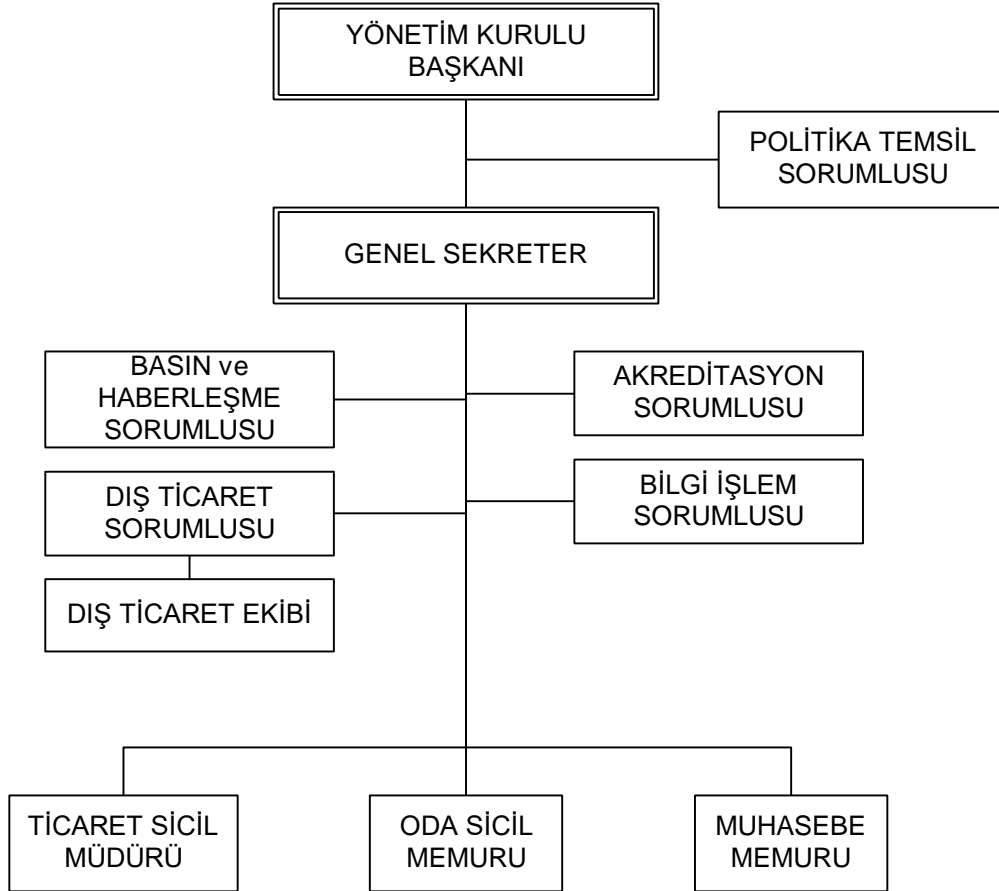 YÖNETİM KURULU
BAŞKANI
POLİTİKA TEMSİL
SORUMLUSU
GENEL SEKRETER
BASIN ve
HABERLEŞME
SORUMLUSU
AKREDİTASYON
SORUMLUSU
DIŞ TİCARET
SORUMLUSU
BİLGİ İŞLEM
SORUMLUSU
DIŞ TİCARET EKİBİ
TİCARET SİCİL
MÜDÜRÜ
ODA SİCİL
MEMURU
MUHASEBE
MEMURU